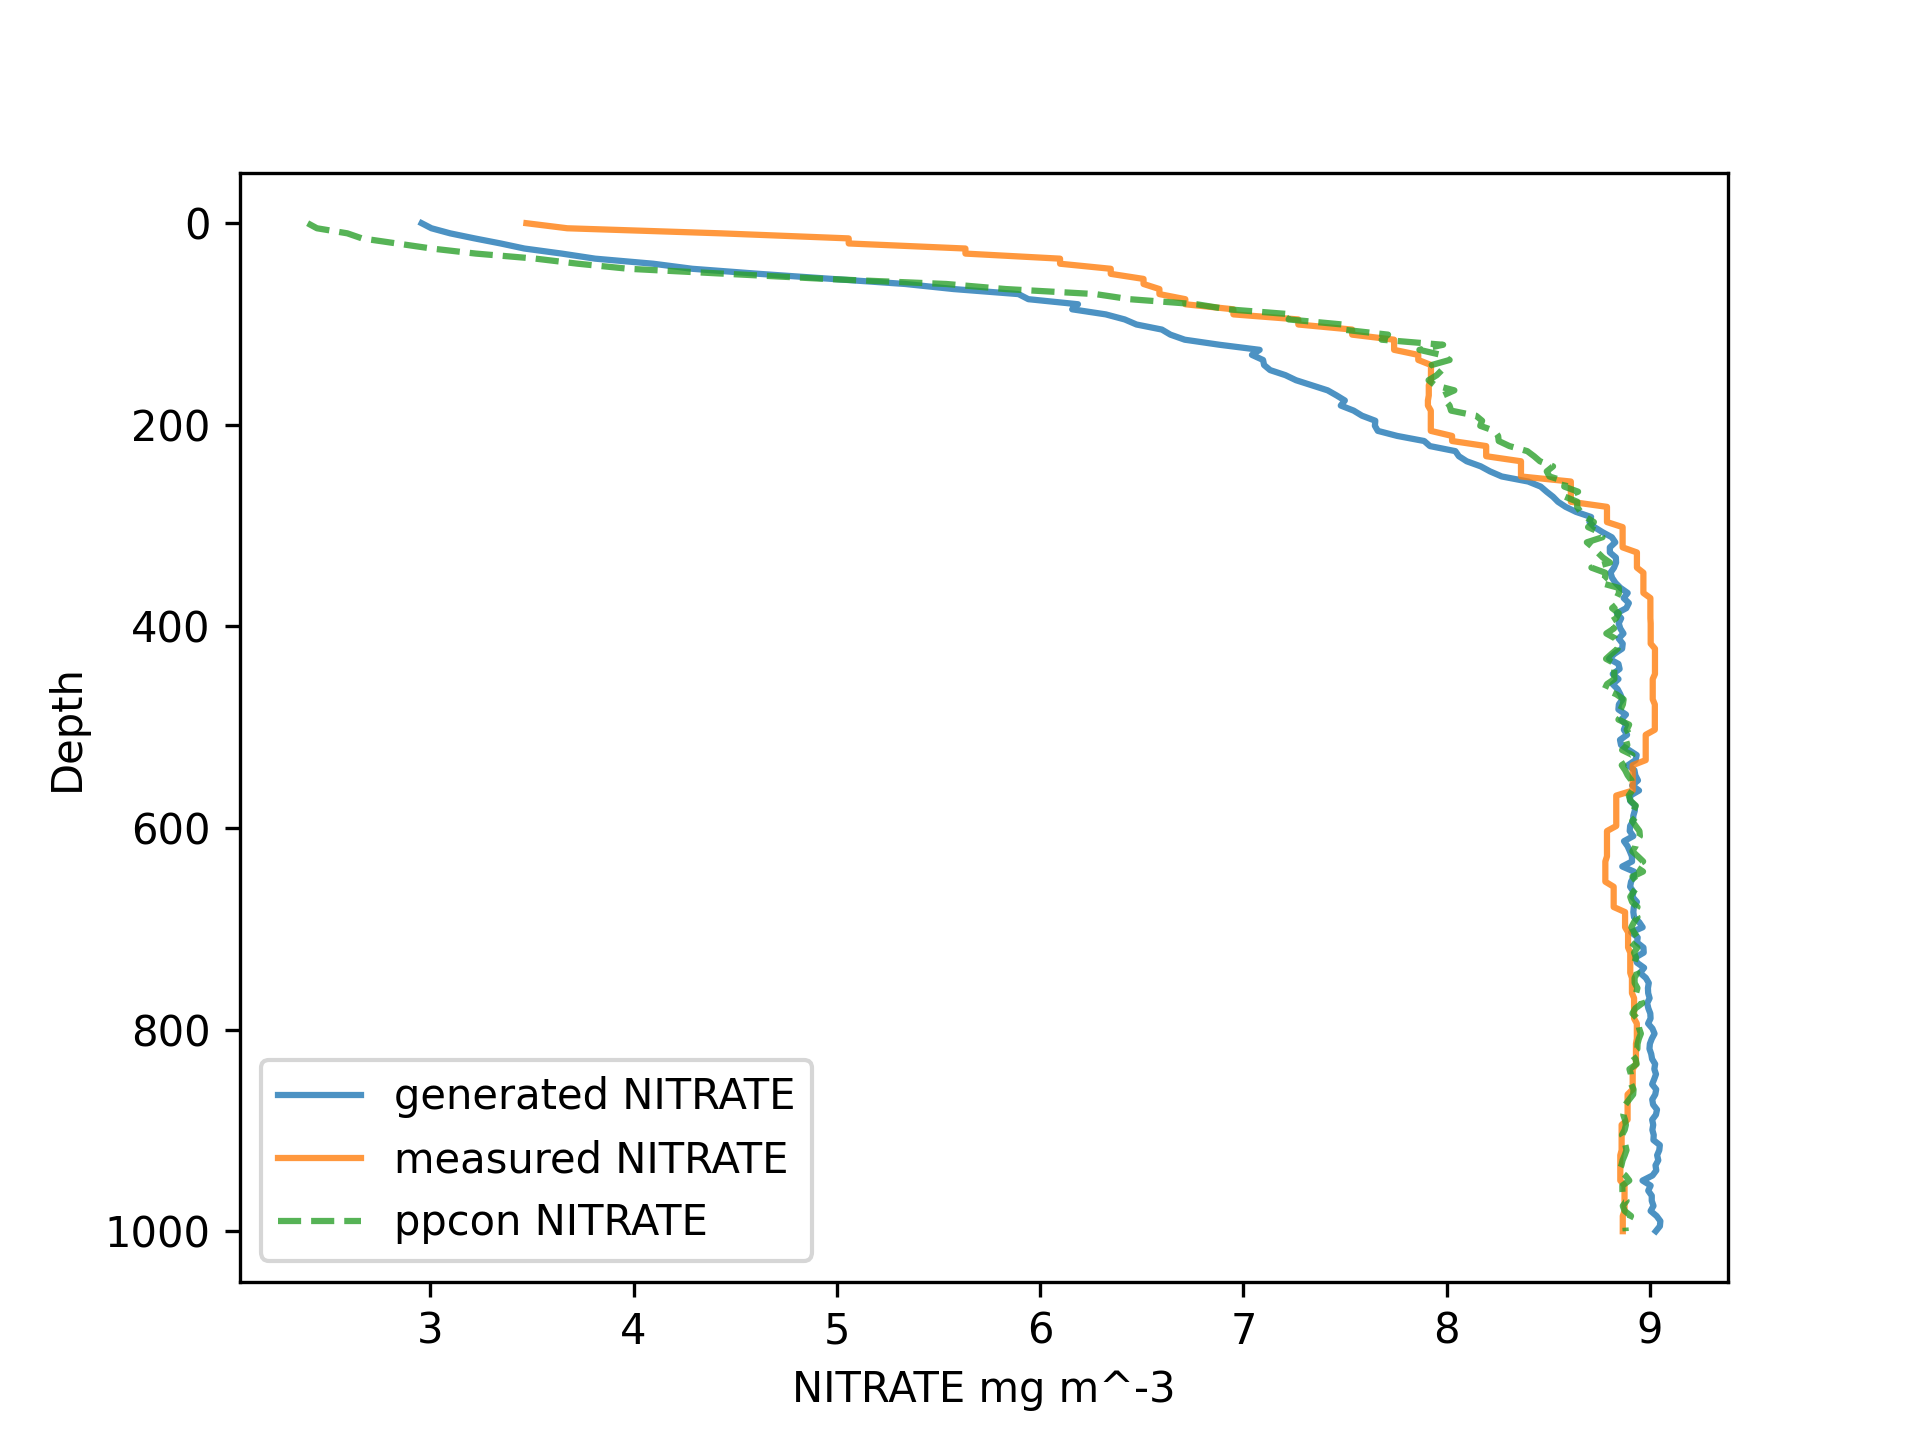 0
200
400
600
800
1000
Depth
generated NITRATE
measured NITRATE
ppcon NITRATE
3 4 5 6 7 8 9
NITRATE mg m^-3